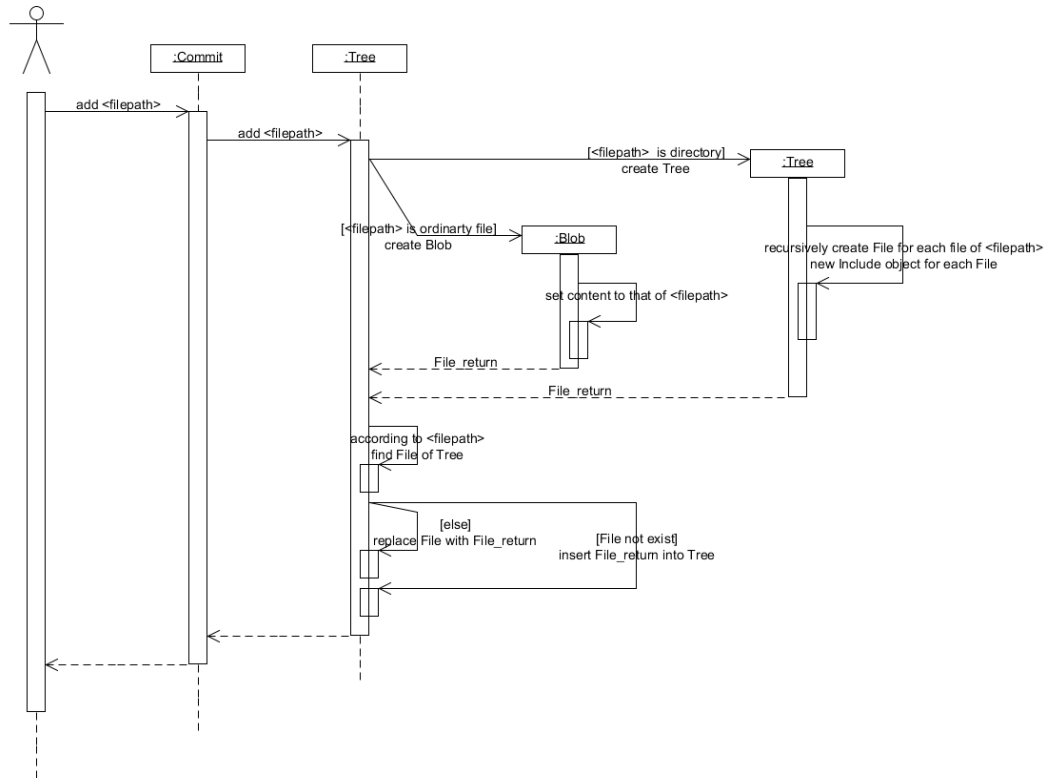 :Commit
:Tree
add <filepath>
add <filepath>
[<filepath>  is directory]
create Tree
:Tree
[<filepath> is ordinarty file]
create Blob
:Blob
recursively create File for each file of <filepath>
new Include object for each File
set content to that of <filepath>
File_return
File_return
according to <filepath>
find File of Tree
[else]
replace File with File_return
[File not exist]
insert File_return into Tree